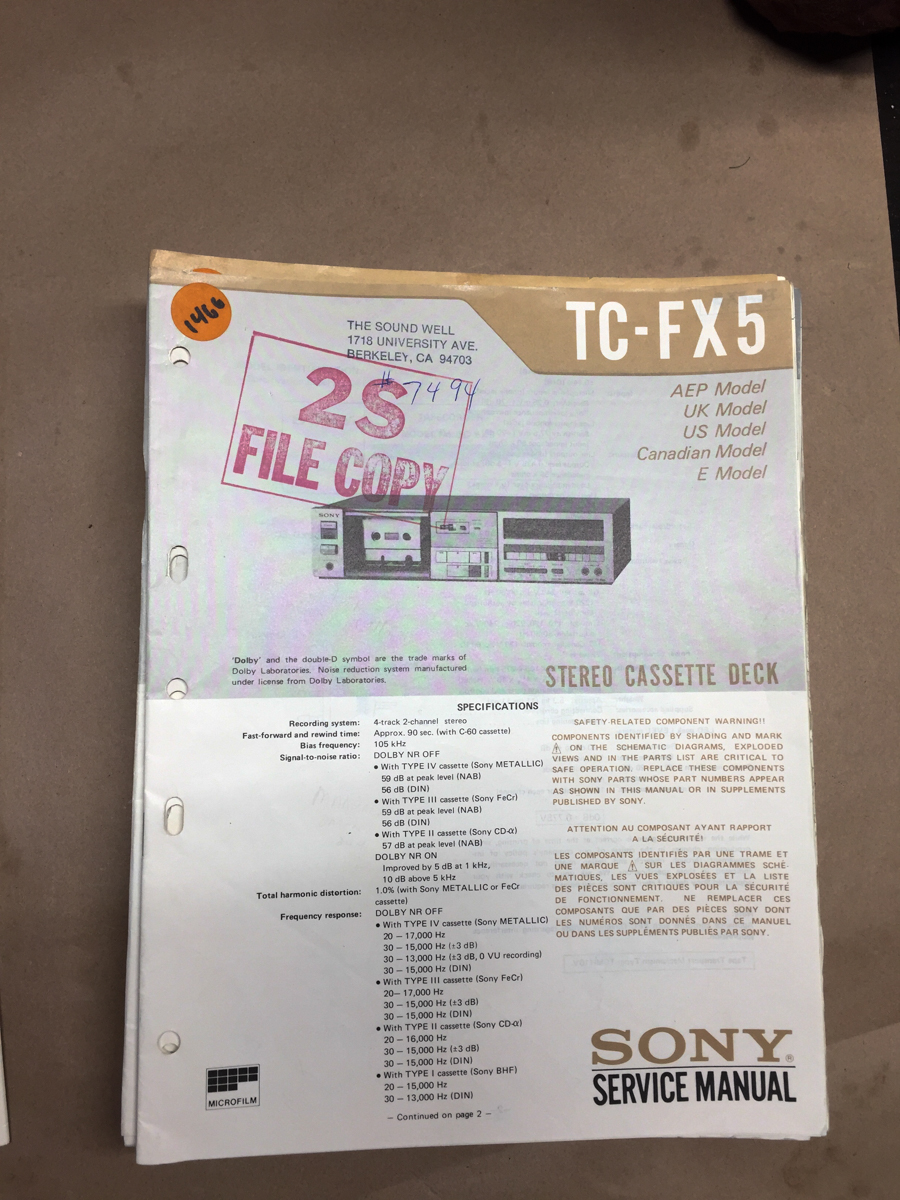 1466
THE SOUND WELL
1718 UNIVERSITY AVE.
BERKELEY, CA 94703
#7494
2S
FILE COPY
TC-FX5
AEP Model
UK Model
US Model
Canadian Model
E Model
SONY
'Dolby' and the double-D symbol are the trade marks of
Dolby Laboratories. Noise reduction system manufactured
under license from Dolby Laboratories.
STEREO CASSETTE DECK
SPECIFICATIONS
Recording system: 4-track 2-channel stereo
Fast-forward and rewind time: Approx. 90 sec. (with C-60 cassette)
Bias frequency: 105 kHz
Signal-to-noise ratio: DOLBY NR OFF
• With TYPE IV cassette (Sony METALLIC)
59 dB at peak level (NAB)
56 dB (DIN)
• With TYPE III cassette (Sony FeCr)
59 dB at peak level (NAB)
56 dB (DIN)
• With TYPE II cassette (Sony CD-α)
57 dB at peak level (NAB)
DOLBY NR ON
Improved by 5 dB at 1 kHz,
10 dB above 5 kHz
Total harmonic distortion: 1.0% (with Sony METALLIC or FeCr
cassette)
Frequency response: DOLBY NR OFF
• With TYPE IV cassette (Sony METALLIC)
20 – 17,000 Hz
30 – 15,000 Hz (±3 dB)
30 – 13,000 Hz (±3 dB, 0 VU recording)
30 – 15,000 Hz (DIN)
• With TYPE III cassette (Sony FeCr)
20– 17,000 Hz
30 – 15,000 Hz (±3 dB)
30 – 15,000 Hz (DIN)
• With TYPE II cassette (Sony CD-α)
20 – 16,000 Hz
30 – 15,000 Hz (±3 dB)
30 – 15,000 Hz (DIN)
• With TYPE I cassette (Sony BHF)
20 – 15,000 Hz
30 – 13,000 Hz (DIN)
– Continued on page 2 –
SAFETY-RELATED COMPONENT WARNING!!
COMPONENTS IDENTIFIED BY SHADING AND MARK
⚠ ON THE SCHEMATIC DIAGRAMS, EXPLODED
VIEWS AND IN THE PARTS LIST ARE CRITICAL TO
SAFE OPERATION. REPLACE THESE COMPONENTS
WITH SONY PARTS WHOSE PART NUMBERS APPEAR
AS SHOWN IN THIS MANUAL OR IN SUPPLEMENTS
PUBLISHED BY SONY.
ATTENTION AU COMPOSANT AYANT RAPPORT
A LA SÉCURITÉ!
LES COMPOSANTS IDENTIFIÉS PAR UNE TRAME ET
UNE MARQUE ⚠ SUR LES DIAGRAMMES SCHÉ-
MATIQUES, LES VUES EXPLOSÉES ET LA LISTE
DES PIÈCES SONT CRITIQUES POUR LA SÉCURITÉ
DE FONCTIONNEMENT. NE REMPLACER CES
COMPOSANTS QUE PAR DES PIÈCES SONY DONT
LES NUMÉROS SONT DONNÉS DANS CE MANUEL
OU DANS LES SUPPLÉMENTS PUBLIÉS PAR SONY.
MICROFILM
SONY®
SERVICE MANUAL